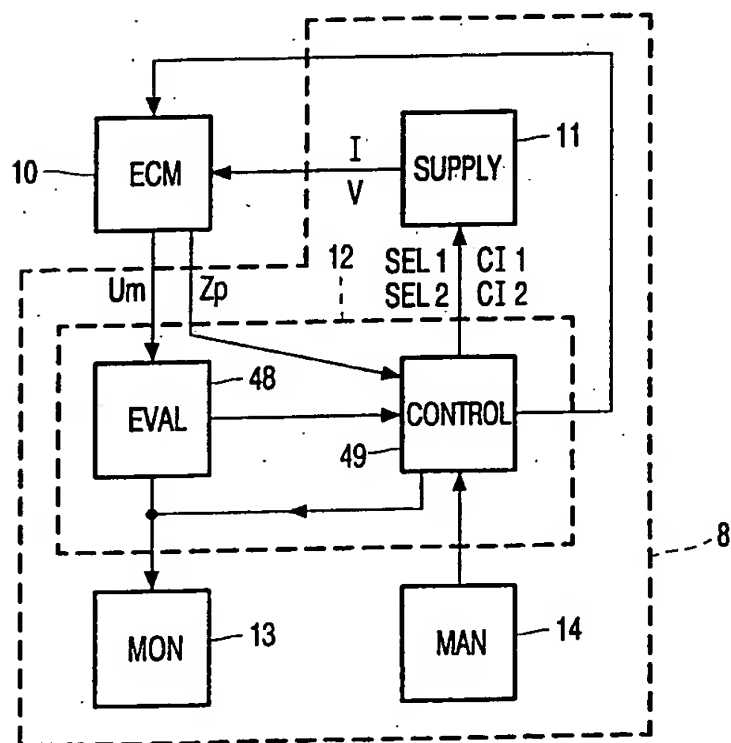 10
ECM
I
V
SUPPLY
11
Um
Zp
12
SEL 1 CI 1
SEL 2 CI 2
EVAL
48
CONTROL
49
8
MON
13
MAN
14